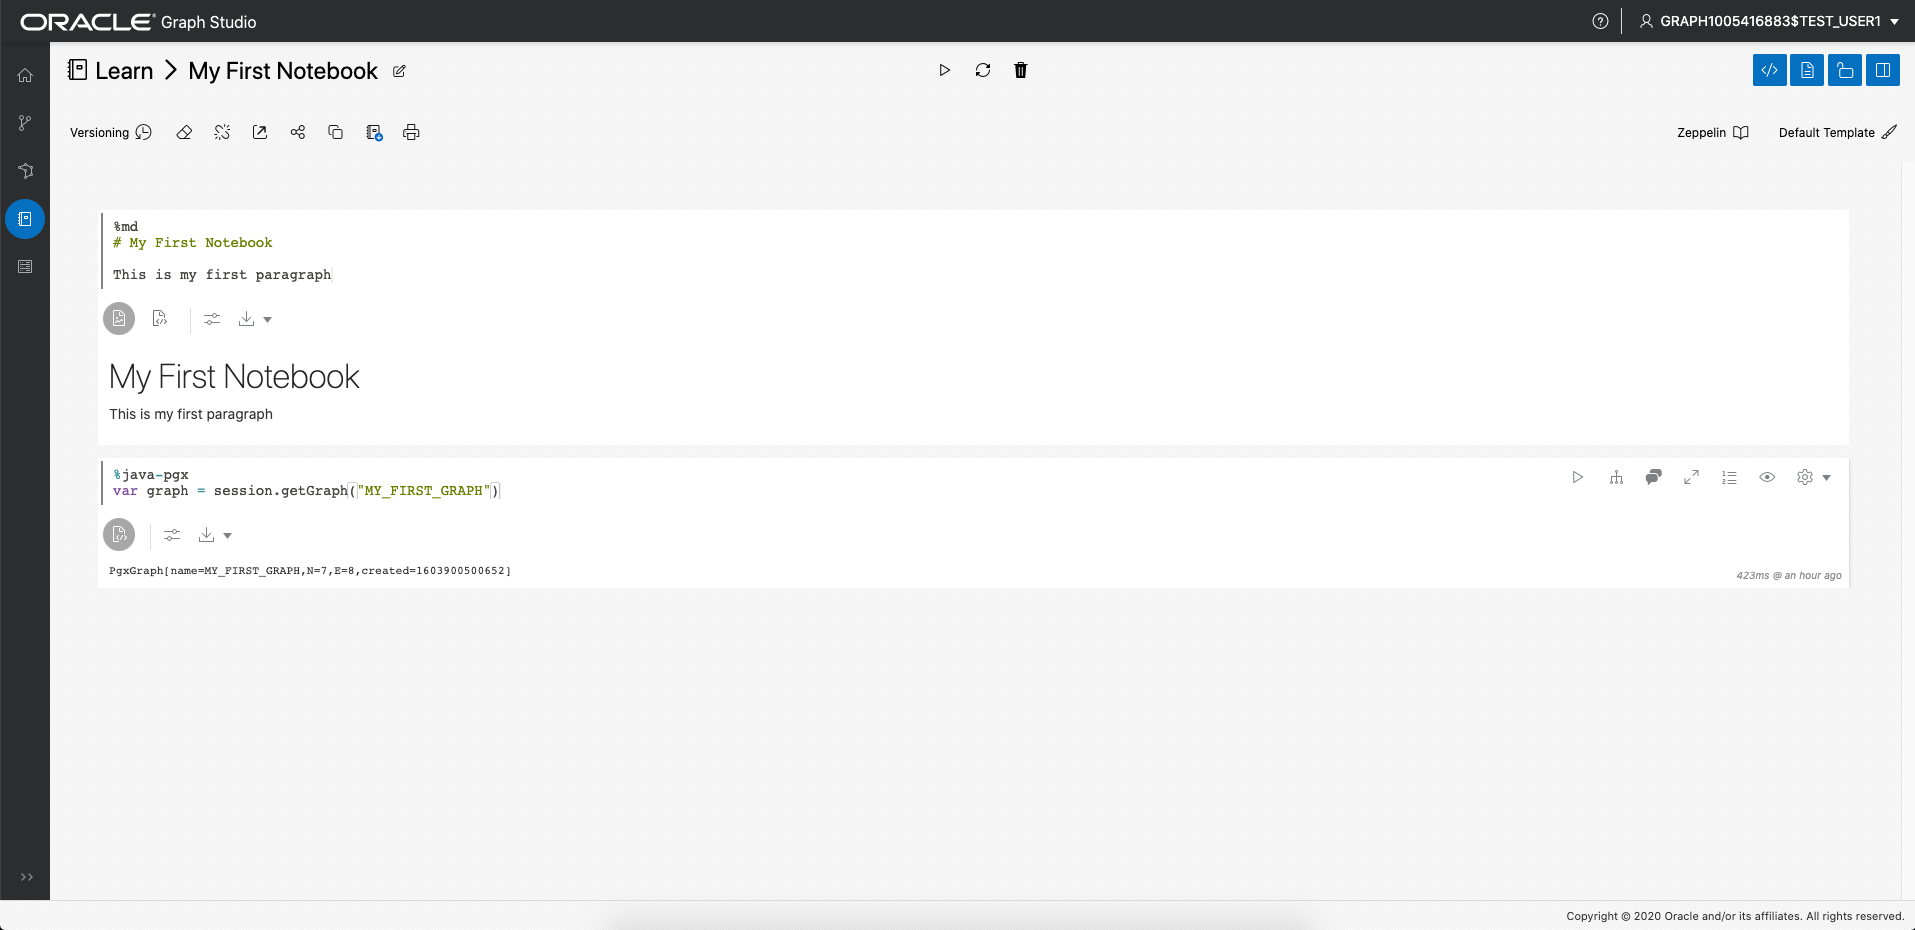 ORACLE® Graph Studio
GRAPH1005416883$TEST_USER1
Learn > My First Notebook
Versioning
Zeppelin
Default Template
%md
# My First Notebook
This is my first paragraph
My First Notebook
This is my first paragraph
%java-pgx
var graph = session.getGraph("MY_FIRST_GRAPH")
PgxGraph[name=MY_FIRST_GRAPH,N=7,E=8,created=1603900500652]
423ms @ an hour ago
Copyright © 2020 Oracle and/or its affiliates. All rights reserved.